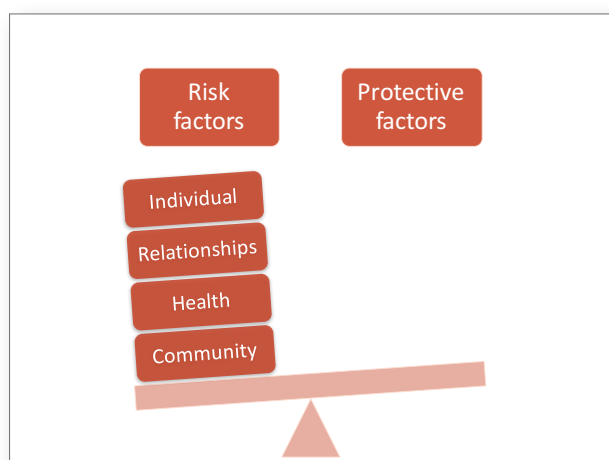 Risk
factors
Protective
factors
Individual
Relationships
Health
Community